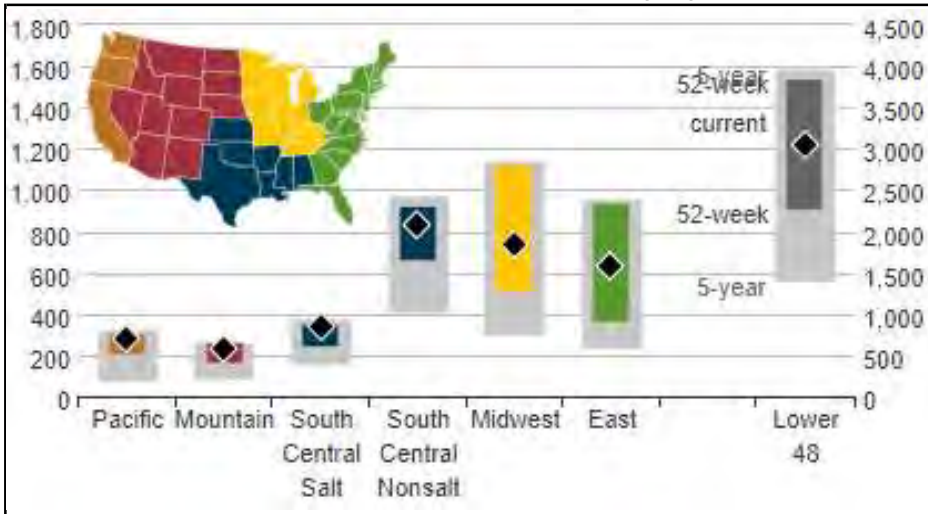 1,800
1,600
1,400
1,200
1,000
800
600
400
200
0
4,500
4,000
3,500
3,000
2,500
2,000
1,500
1,000
500
0
5-year
52-week
current
52-week
5-year
Pacific
Mountain
South
Central
Salt
South
Central
Nonsalt
Midwest
East
Lower
48